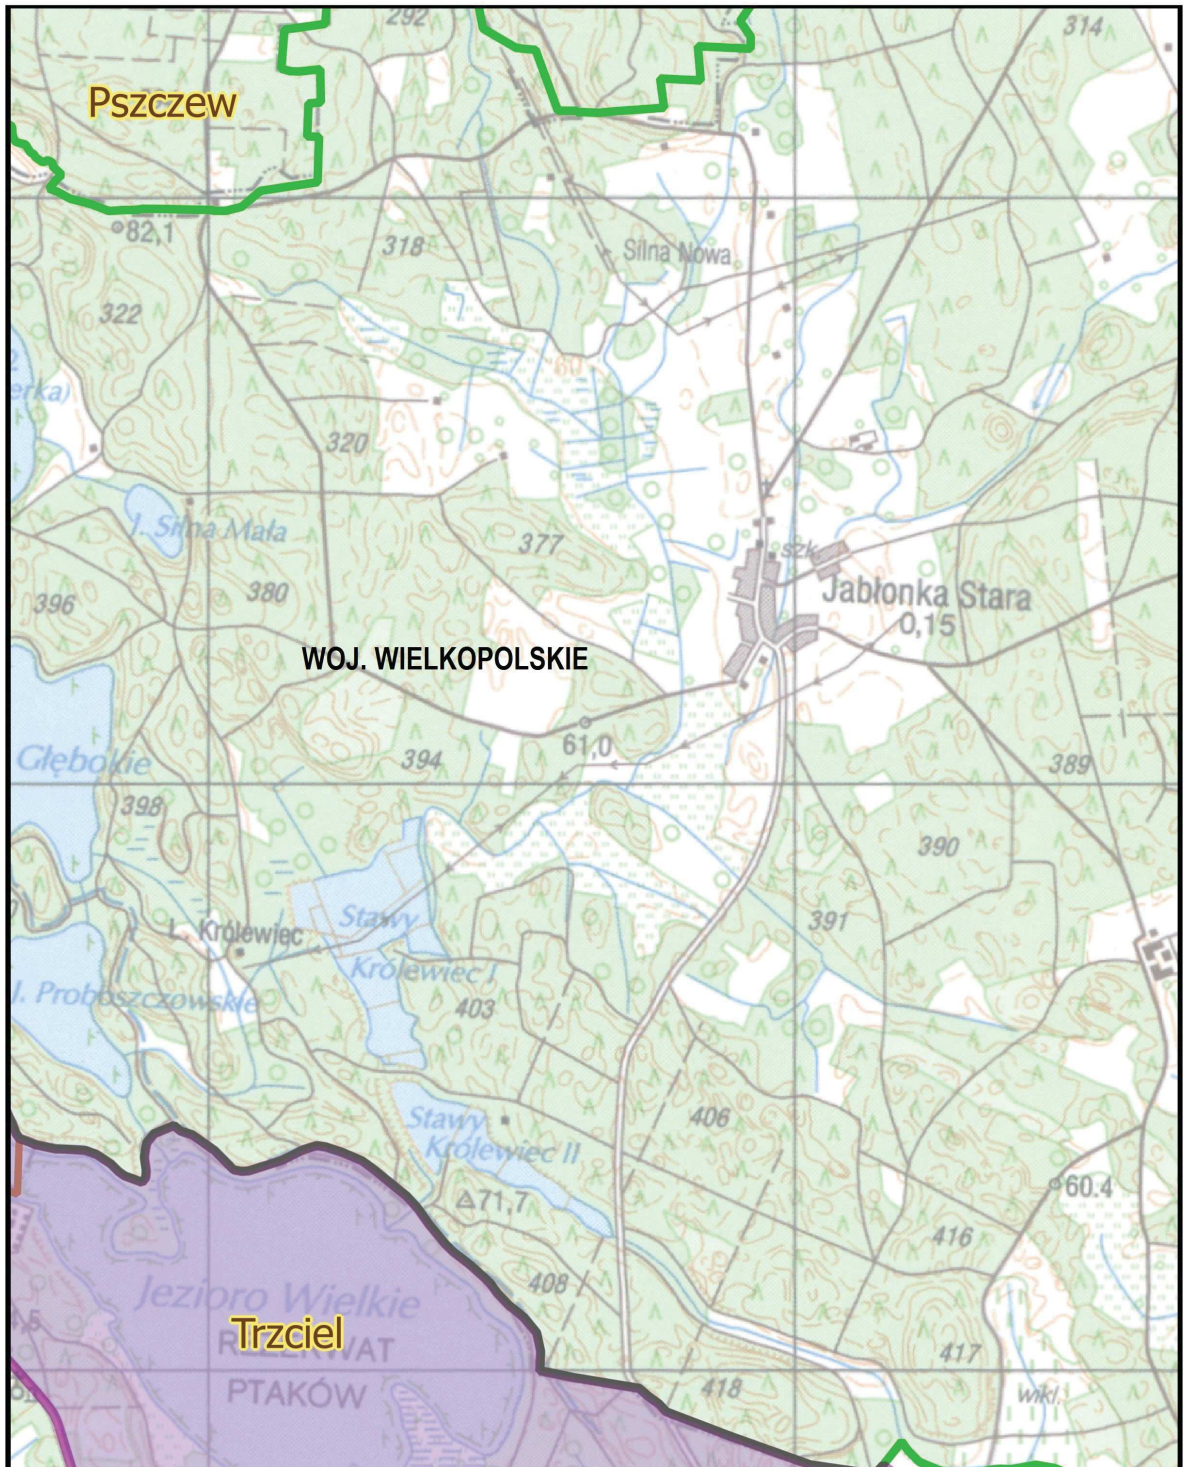 292
314
Pszczew
82,1
318
Silna Nowa
322
60
erka)
320
J. Silna Mała
377
szk.
396
380
Jabłonka Stara
0,15
WOJ. WIELKOPOLSKIE
61,0
394
Głębokie
389
398
390
Stawy
Królewiec I
391
L. Królewiec
J. Proboszczowskie
403
Stawy
Królewiec II
406
71,7
60.4
416
408
Jezioro Wielkie
Trzciel
REZERWAT
PTAKÓW
417
418
wikl.